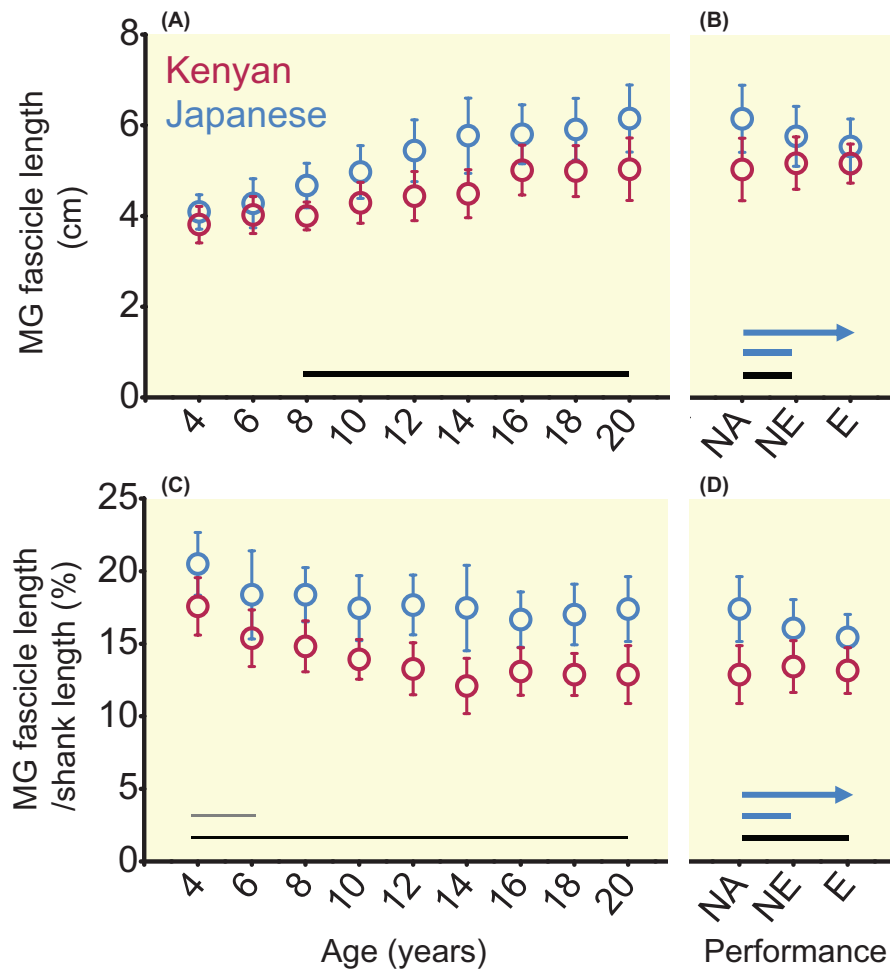 (A)
(B)
Kenyan
Japanese
MG fascicle length
(cm)
8
6
4
2
0
4 6 8 10 12 14 16 18 20
NA NE E
(C)
(D)
MG fascicle length
/shank length (%)
25
20
15
10
5
0
4 6 8 10 12 14 16 18 20
NA NE E
Age (years)
Performance